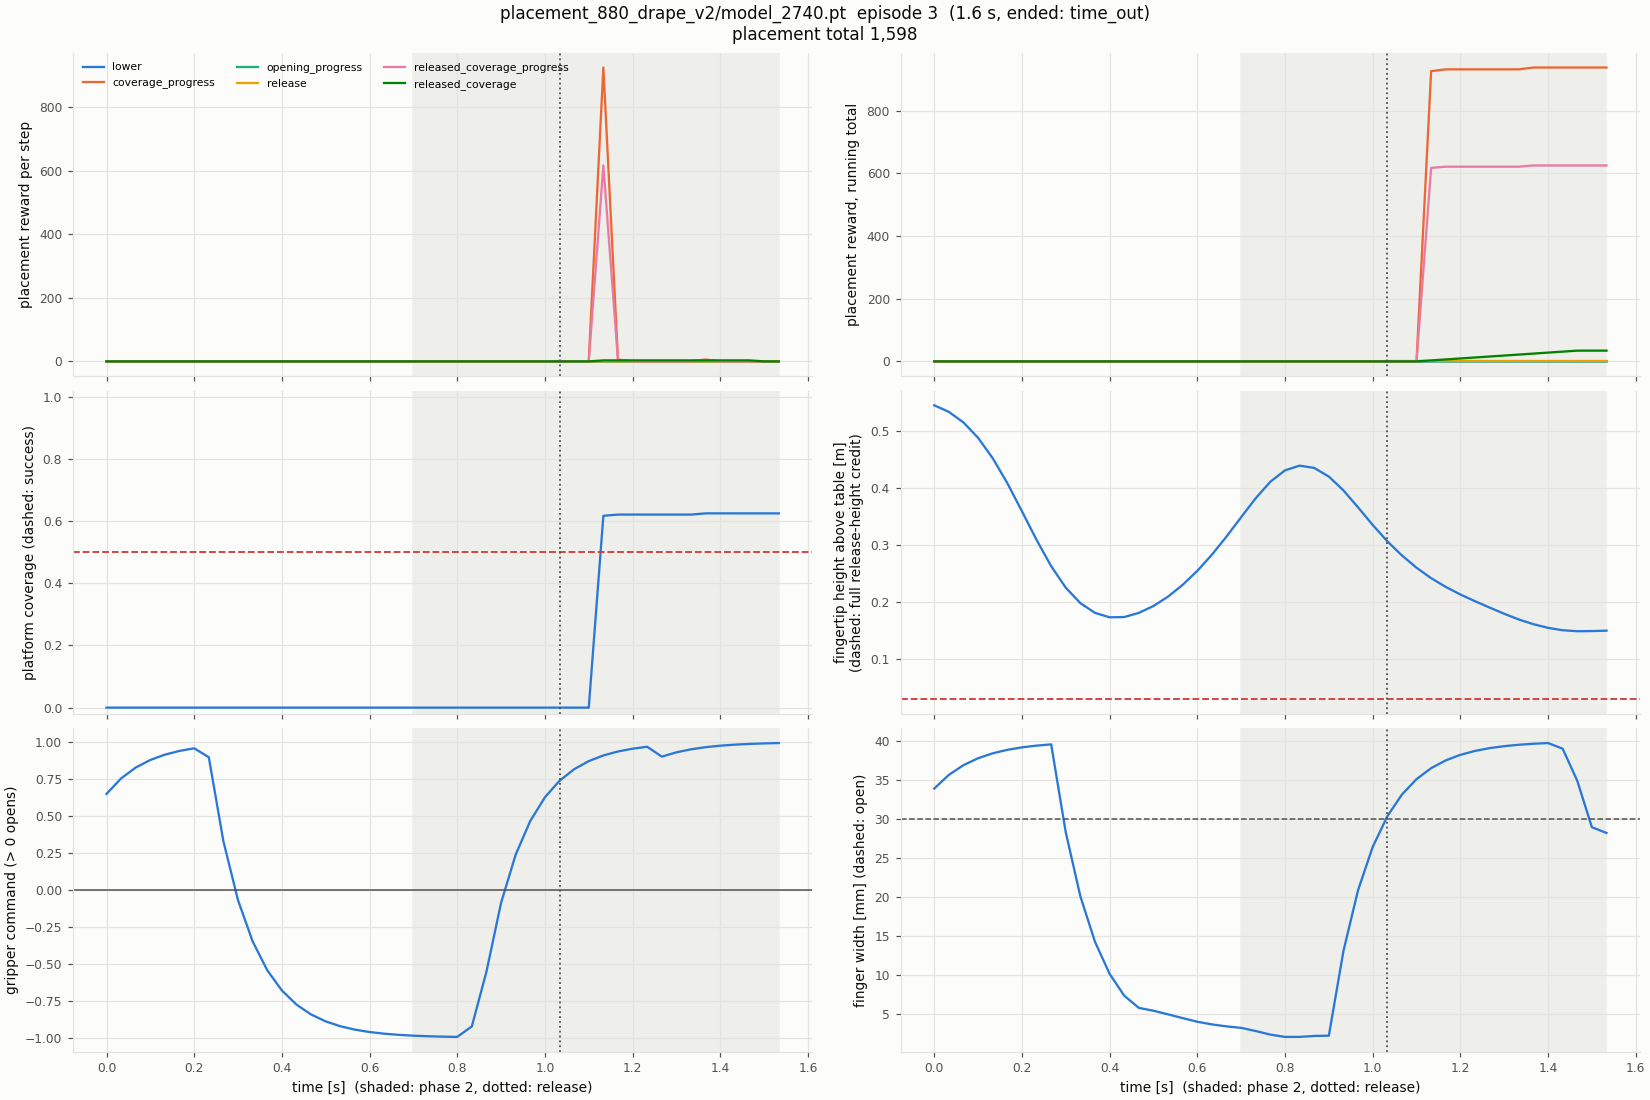 placement_880_drape_v2/model_2740.pt  episode 3  (1.6 s, ended: time_out)
placement total 1,598
lower
coverage_progress
opening_progress
release
released_coverage_progress
released_coverage
placement reward per step
800
600
400
200
0
placement reward, running total
800
600
400
200
0
platform coverage (dashed: success)
1.0
0.8
0.6
0.4
0.2
0.0
fingertip height above table [m]
(dashed: full release-height credit)
0.5
0.4
0.3
0.2
0.1
gripper command (> 0 opens)
1.00
0.75
0.50
0.25
0.00
−0.25
−0.50
−0.75
−1.00
0.0 0.2 0.4 0.6 0.8 1.0 1.2 1.4 1.6
time [s]  (shaded: phase 2, dotted: release)
finger width [mm] (dashed: open)
40
35
30
25
20
15
10
5
0.0 0.2 0.4 0.6 0.8 1.0 1.2 1.4 1.6
time [s]  (shaded: phase 2, dotted: release)